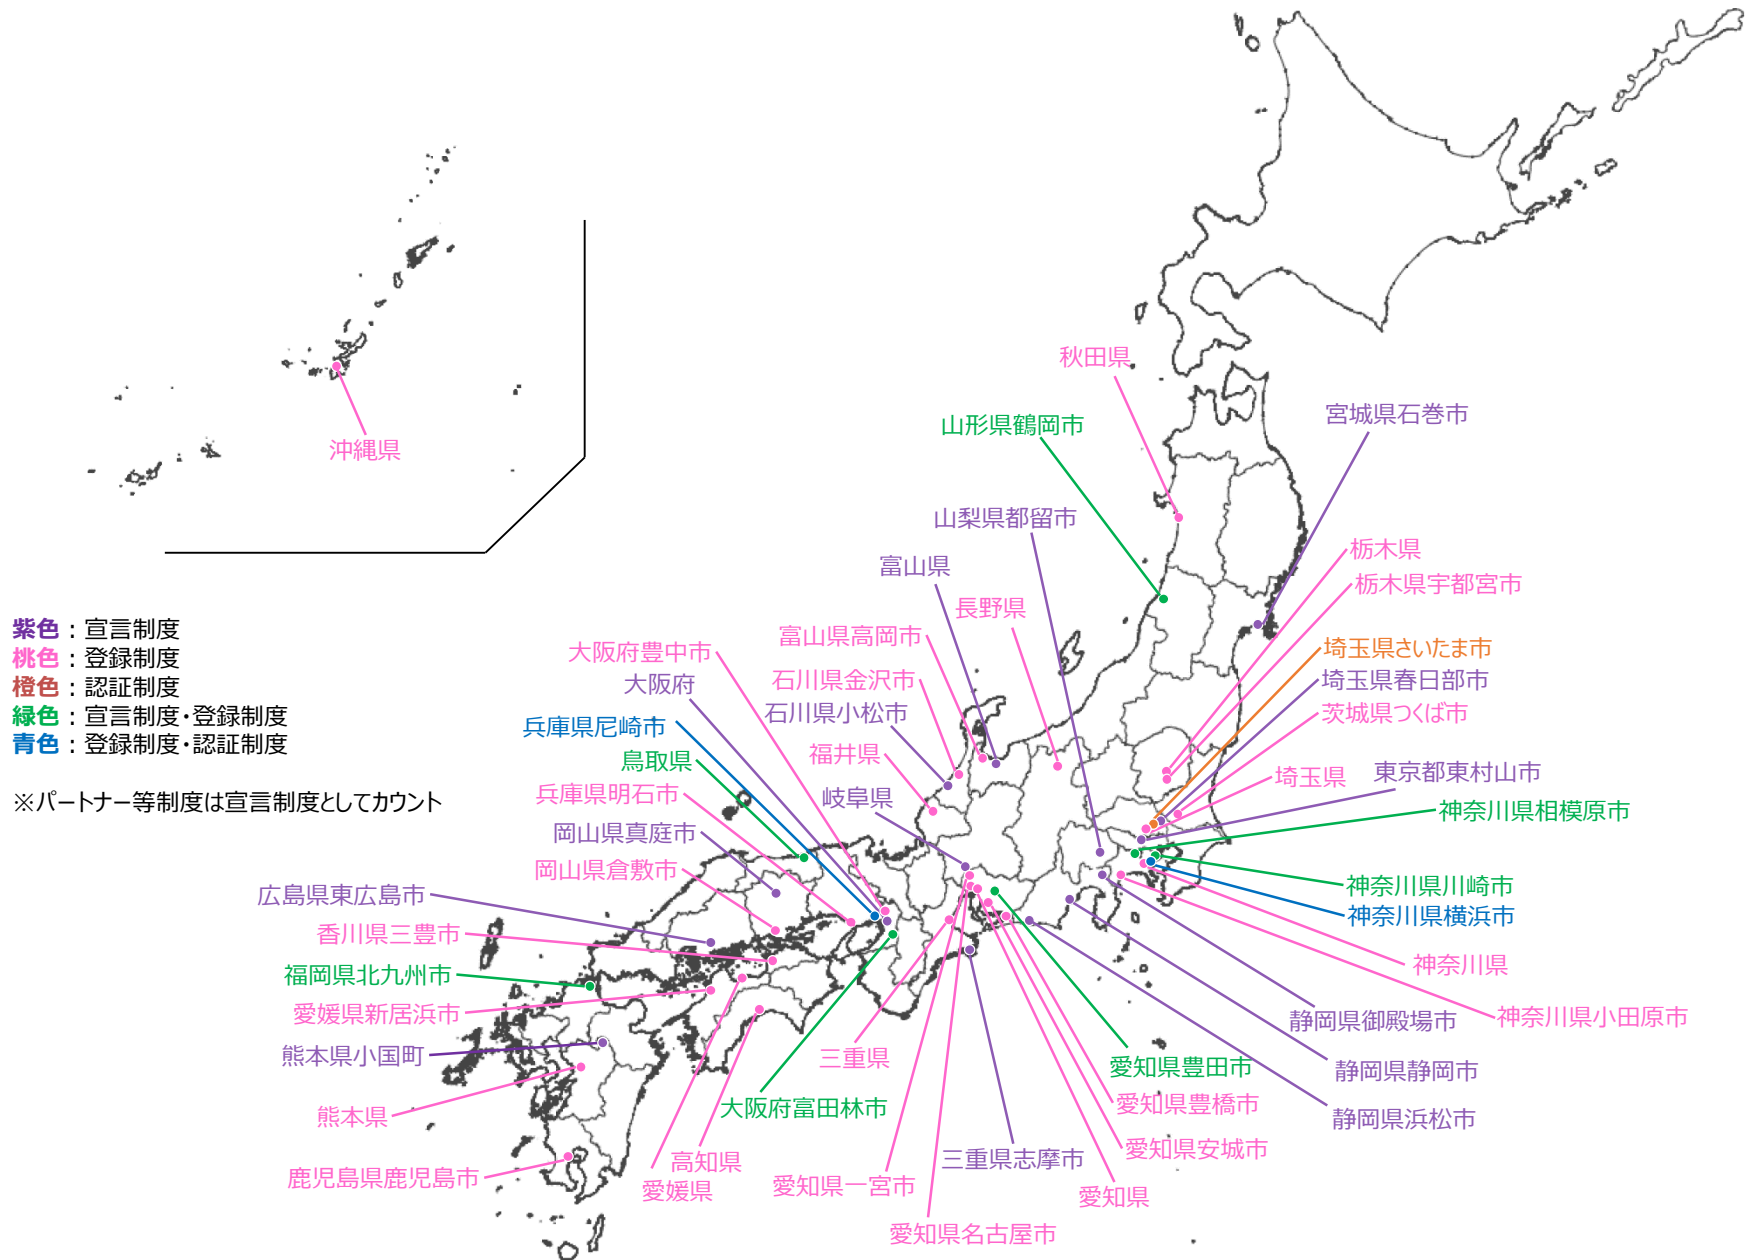 秋田県
山形県鶴岡市
宮城県石巻市
沖縄県
山梨県都留市
富山県
長野県
栃木県
栃木県宇都宮市
富山県高岡市
大阪府豊中市
石川県金沢市
大阪府
石川県小松市
兵庫県尼崎市
福井県
鳥取県
岐阜県
兵庫県明石市
岡山県真庭市
岡山県倉敷市
埼玉県さいたま市
埼玉県春日部市
茨城県つくば市
埼玉県
東京都東村山市
神奈川県相模原市
紫色：宣言制度
桃色：登録制度
橙色：認証制度
緑色：宣言制度・登録制度
青色：登録制度・認証制度
※パートナー等制度は宣言制度としてカウント
広島県東広島市
香川県三豊市
福岡県北九州市
愛媛県新居浜市
熊本県小国町
熊本県
鹿児島県鹿児島市
神奈川県川崎市
神奈川県横浜市
神奈川県
神奈川県小田原市
静岡県御殿場市
静岡県静岡市
静岡県浜松市
三重県
愛知県豊田市
愛知県豊橋市
愛知県安城市
愛知県
大阪府富田林市
高知県
愛媛県
愛知県一宮市
愛知県名古屋市
三重県志摩市